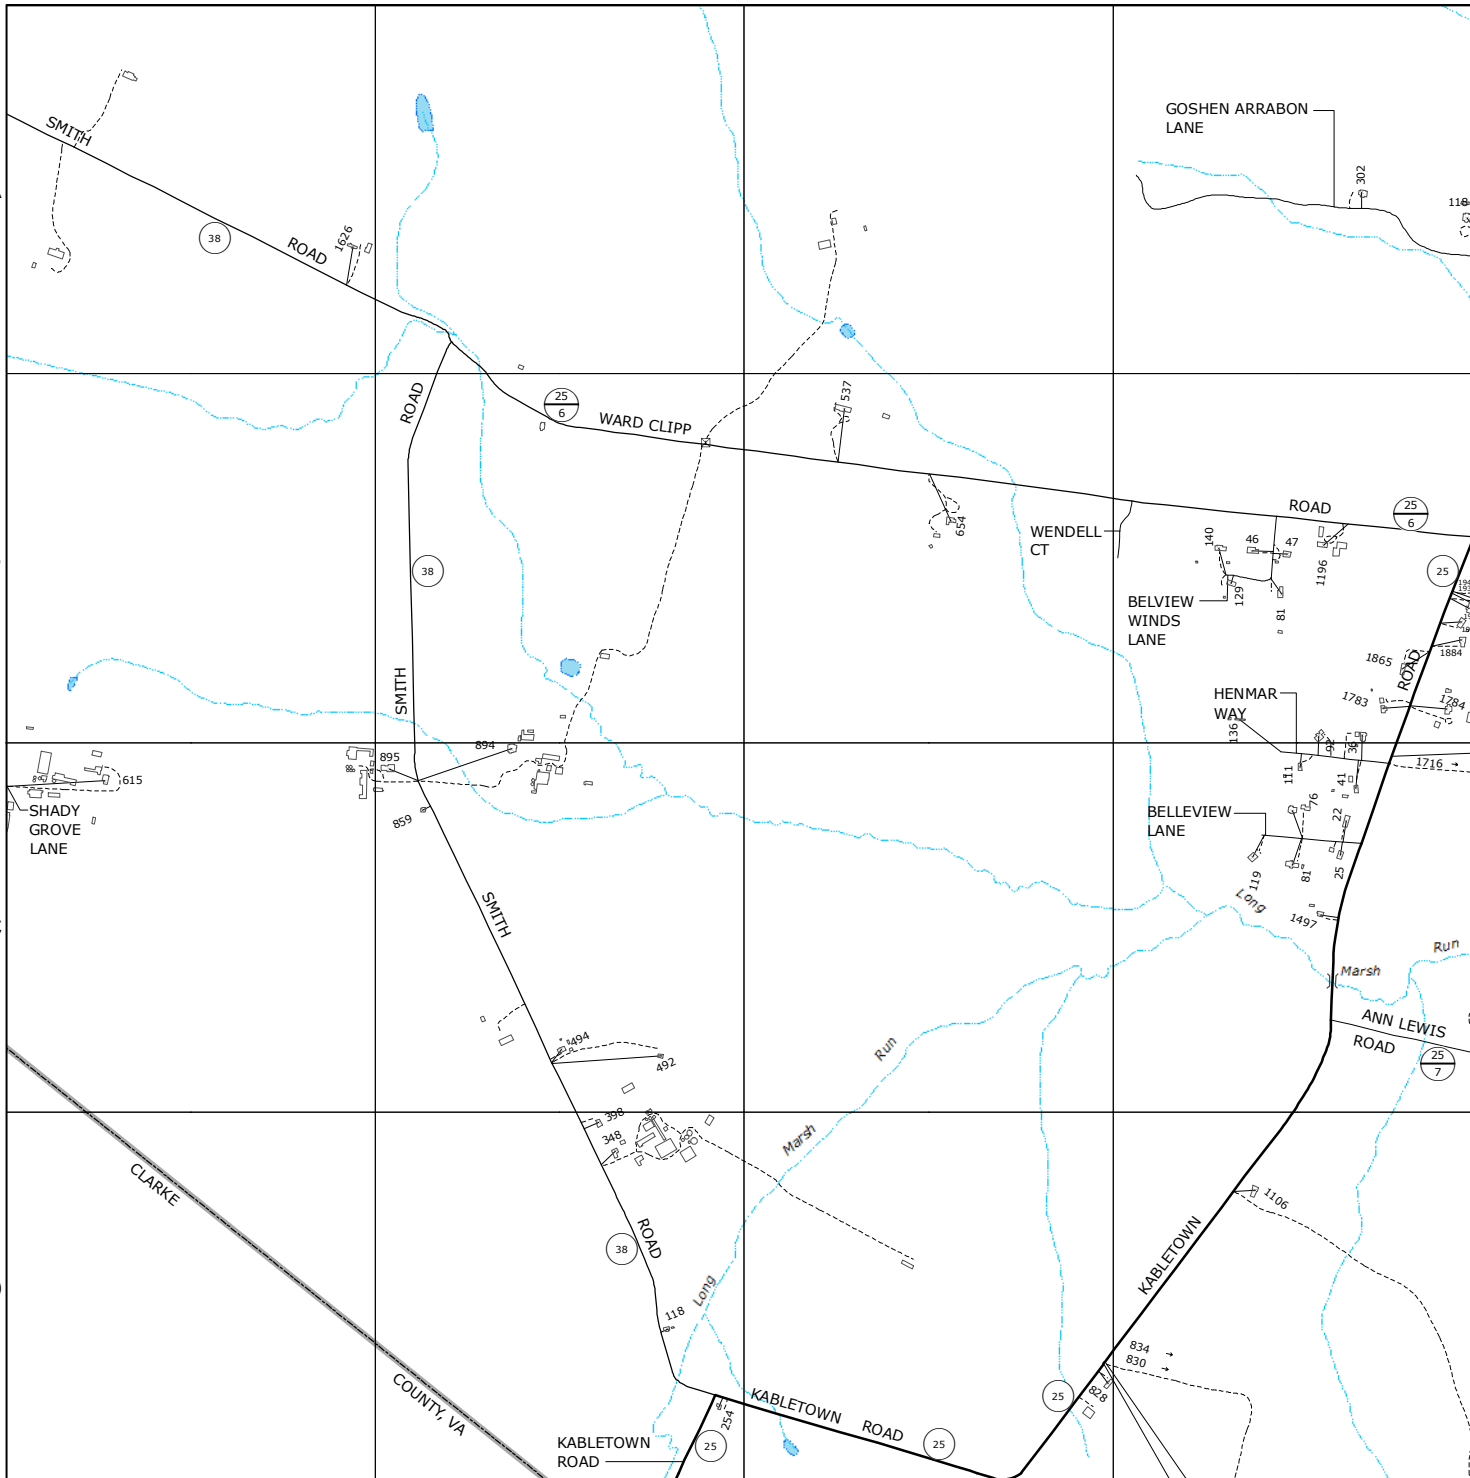 GOSHEN ARRABON
LANE
302
118
SMITH
38
ROAD
1626
ROAD
25
6
WARD CLIPP
537
654
WENDELL
CT
ROAD
25
6
140
46
47
1196
129
81
BELVIEW
WINDS
LANE
38
25
1884
1865
ROAD
1783
1784
SMITH
HENMAR
WAY
136
92
30
894
895
615
1716
111
41
SHADY
GROVE
LANE
859
76
22
BELLEVIEW
LANE
119
81
25
SMITH
Long
1497
Run
Marsh
ANN LEWIS
ROAD
25
7
494
492
Run
398
348
Marsh
CLARKE
1106
KABLETOWN
ROAD
38
Long
118
834
830
828
COUNTY, VA
KABLETOWN
ROAD
25
25
254
25
KABLETOWN
ROAD